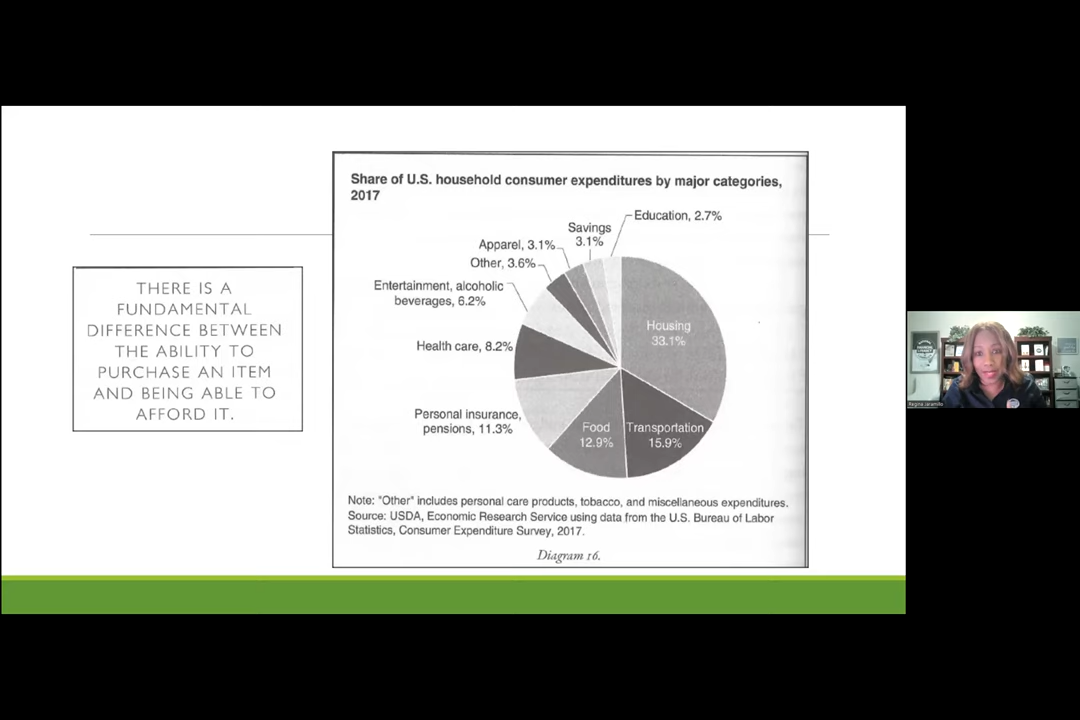 THERE IS A
FUNDAMENTAL
DIFFERENCE BETWEEN
THE ABILITY TO
PURCHASE AN ITEM
AND BEING ABLE TO
AFFORD IT.
Share of U.S. household consumer expenditures by major categories,
2017
Education, 2.7%
Savings
3.1%
Apparel, 3.1%
Other, 3.6%
Entertainment, alcoholic
beverages, 6.2%
Health care, 8.2%
Personal insurance,
pensions, 11.3%
Food
12.9%
Transportation
15.9%
Housing
33.1%
Note: "Other" includes personal care products, tobacco, and miscellaneous expenditures.
Source: USDA, Economic Research Service using data from the U.S. Bureau of Labor
Statistics, Consumer Expenditure Survey, 2017.
Diagram 16.
Regina Jaramillo